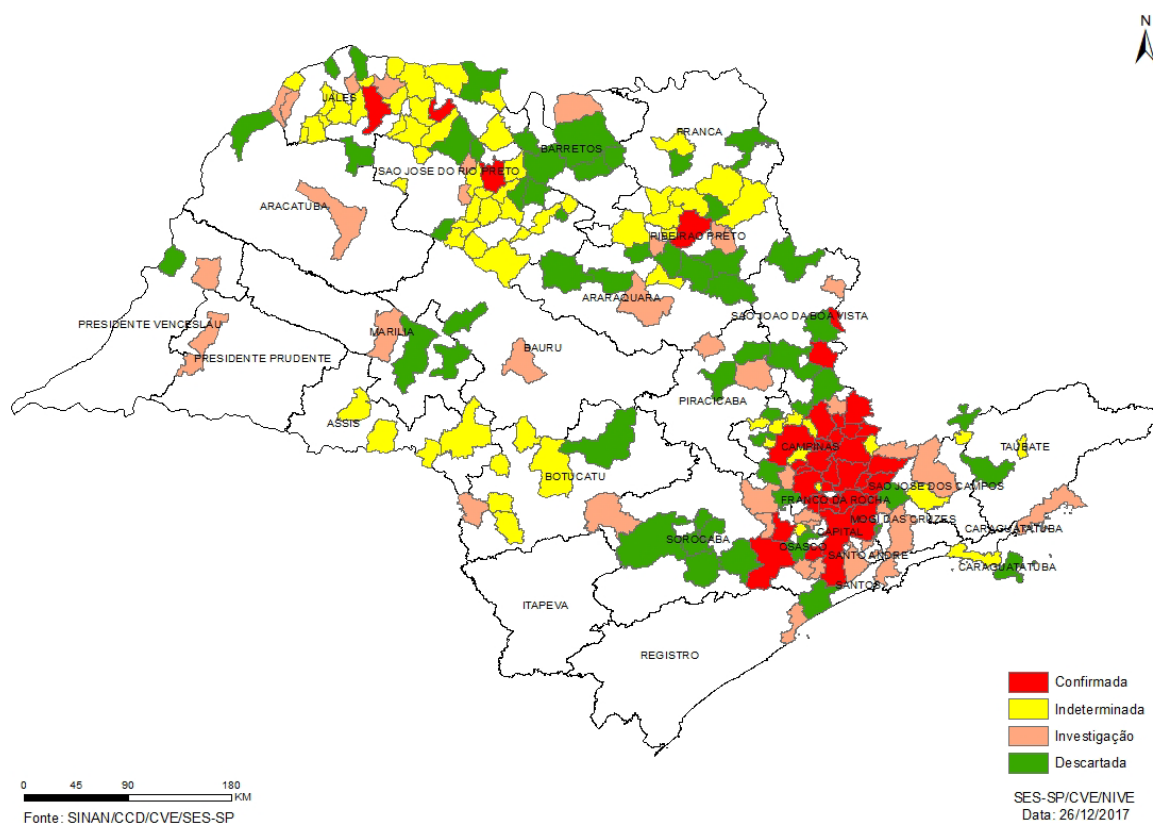 N
JALES
FRANCA
BARRETOS
SAO JOSE DO RIO PRETO
ARACATUBA
RIBEIRAO PRETO
ARARAQUARA
SAO JOAO DA BOA VISTA
PRESIDENTE VENCESLAU
MARILIA
BAURU
PRESIDENTE PRUDENTE
PIRACICABA
ASSIS
CAMPINAS
TAUBATE
BOTUCATU
SAO JOSE DOS CAMPOS
FRANCO DA ROCHA
MOGI DAS CRUZES
CARAGUATATUBA
CAPITAL
SOROCABA
OSASCO
SANTO ANDRE
CARAGUATATUBA
SANTOS
ITAPEVA
REGISTRO
Confirmada
Indeterminada
Investigação
Descartada
0 45 90 180
KM
Fonte: SINAN/CCD/CVE/SES-SP
SES-SP/CVE/NIVE
Data: 26/12/2017